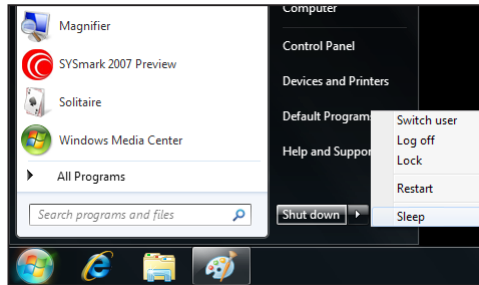 Magnifier
SYSmark 2007 Preview
Solitaire
Windows Media Center
All Programs
Search programs and files
Computer
Control Panel
Devices and Printers
Default Program
Help and Suppor
Shut down
Switch user
Log off
Lock
Restart
Sleep